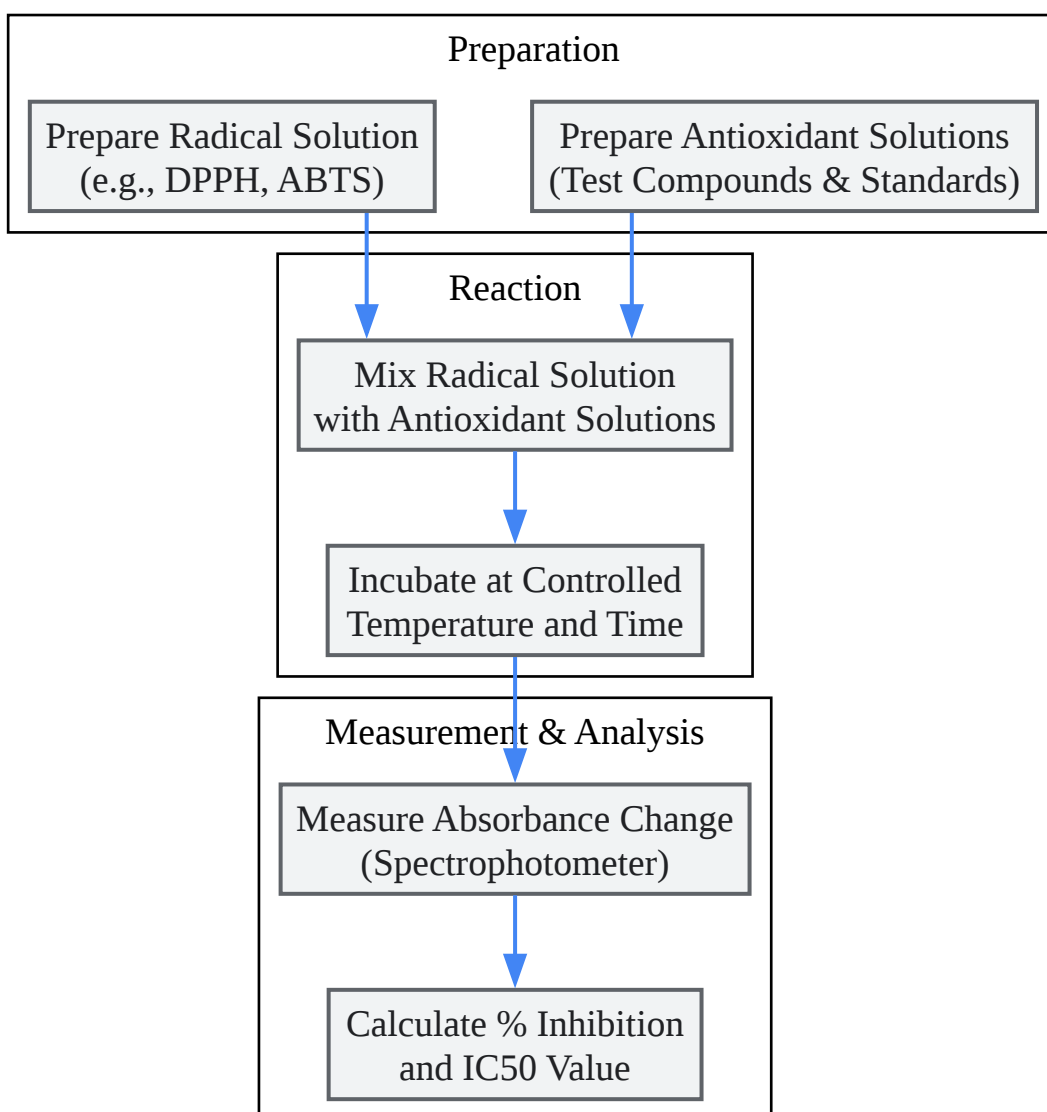 Preparation
Prepare Radical Solution
(e.g., DPPH, ABTS)
Prepare Antioxidant Solutions
(Test Compounds & Standards)
Reaction
Mix Radical Solution
with Antioxidant Solutions
Incubate at Controlled
Temperature and Time
Measurement & Analysis
Measure Absorbance Change
(Spectrophotometer)
Calculate % Inhibition
and IC50 Value